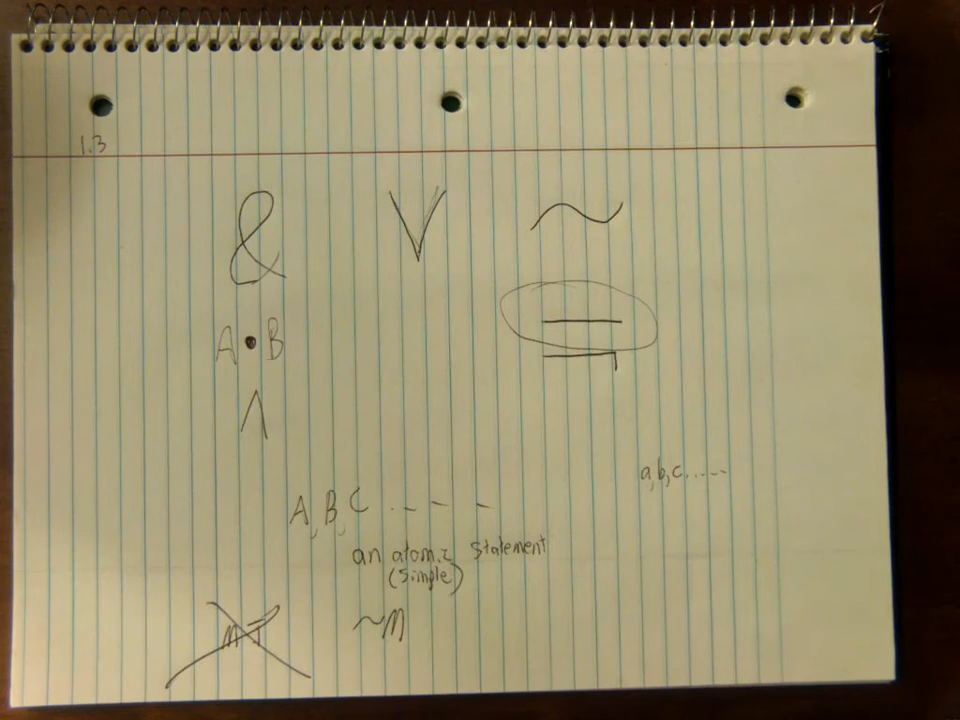 1.3
& V ~
A • B —
¬
∧
a,b,c.....
A, B, C . . – – –
an atomic statement
(simple)
~M